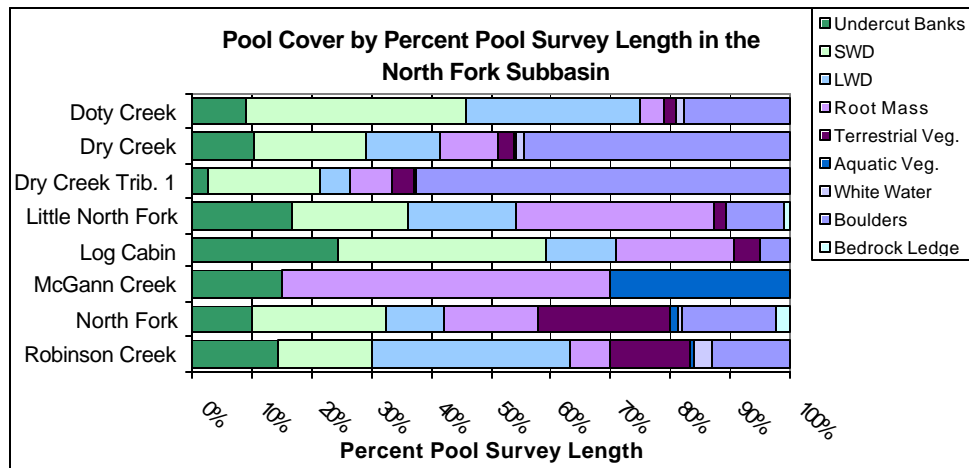 Pool Cover by Percent Pool Survey Length in the
North Fork Subbasin
Doty Creek
Dry Creek
Dry Creek Trib. 1
Little North Fork
Log Cabin
McGann Creek
North Fork
Robinson Creek
0%
10%
20%
30%
40%
50%
60%
70%
80%
90%
100%
Percent Pool Survey Length
Undercut Banks
SWD
LWD
Root Mass
Terrestrial Veg.
Aquatic Veg.
White Water
Boulders
Bedrock Ledge